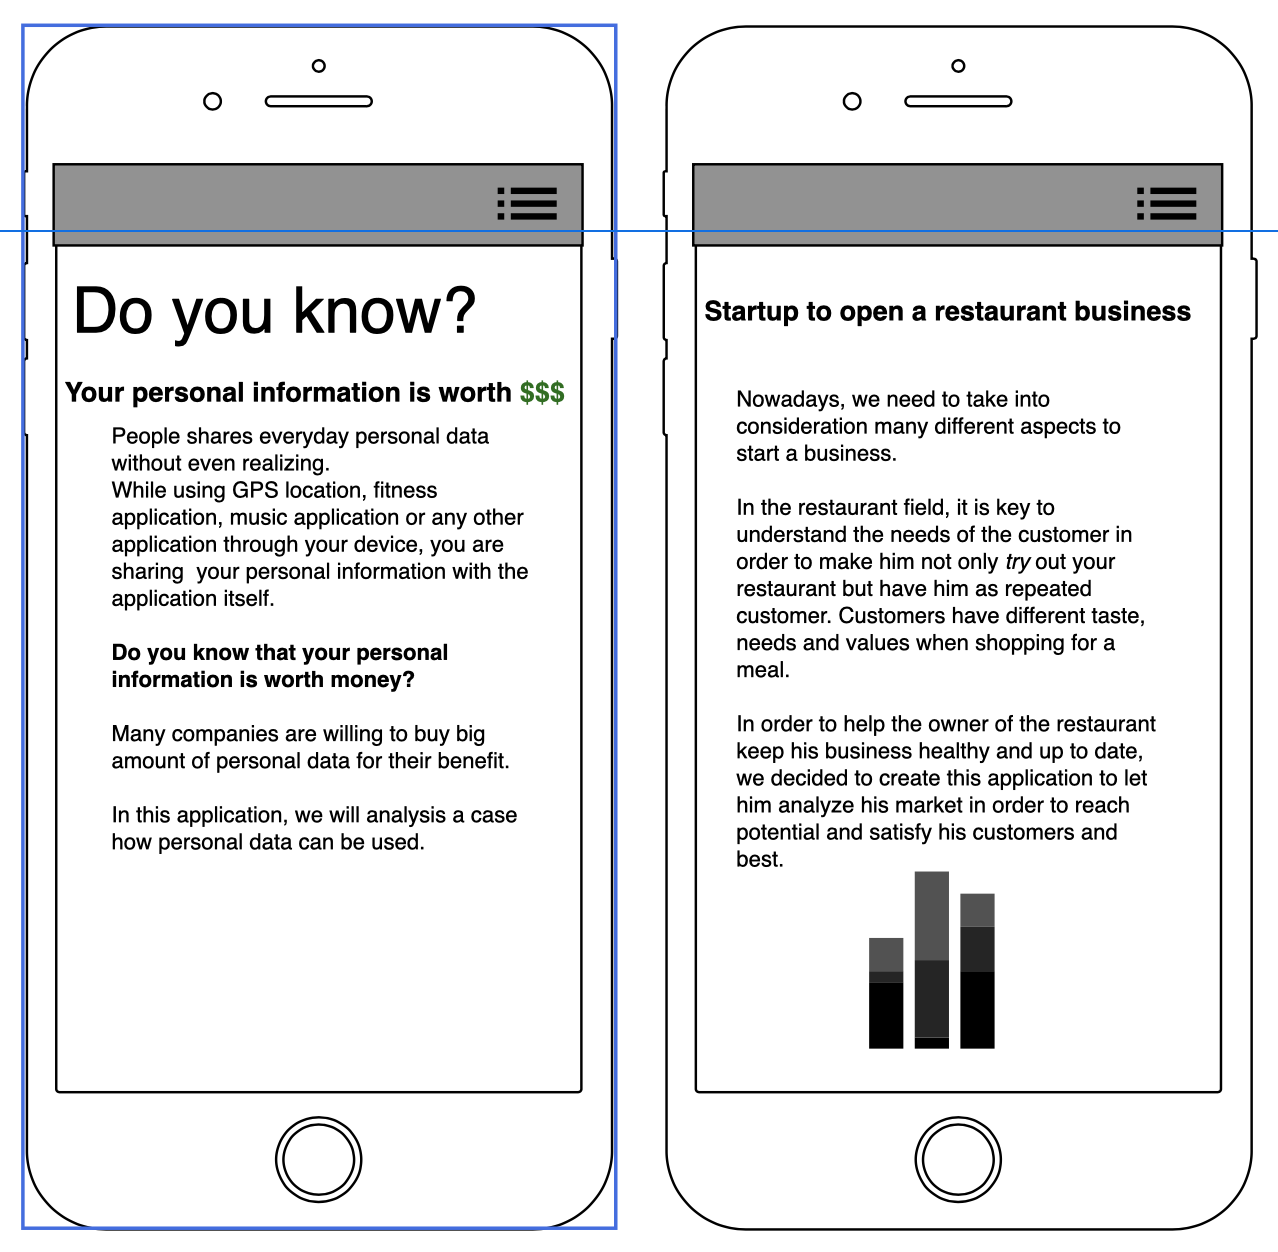 Do you know?
Your personal information is worth $$$
People shares everyday personal data
without even realizing.
While using GPS location, fitness
application, music application or any other
application through your device, you are
sharing  your personal information with the
application itself.
Do you know that your personal
information is worth money?
Many companies are willing to buy big
amount of personal data for their benefit.
In this application, we will analysis a case
how personal data can be used.
Startup to open a restaurant business
Nowadays, we need to take into
consideration many different aspects to
start a business.
In the restaurant field, it is key to
understand the needs of the customer in
order to make him not only try out your
restaurant but have him as repeated
customer. Customers have different taste,
needs and values when shopping for a
meal.
In order to help the owner of the restaurant
keep his business healthy and up to date,
we decided to create this application to let
him analyze his market in order to reach
potential and satisfy his customers and
best.